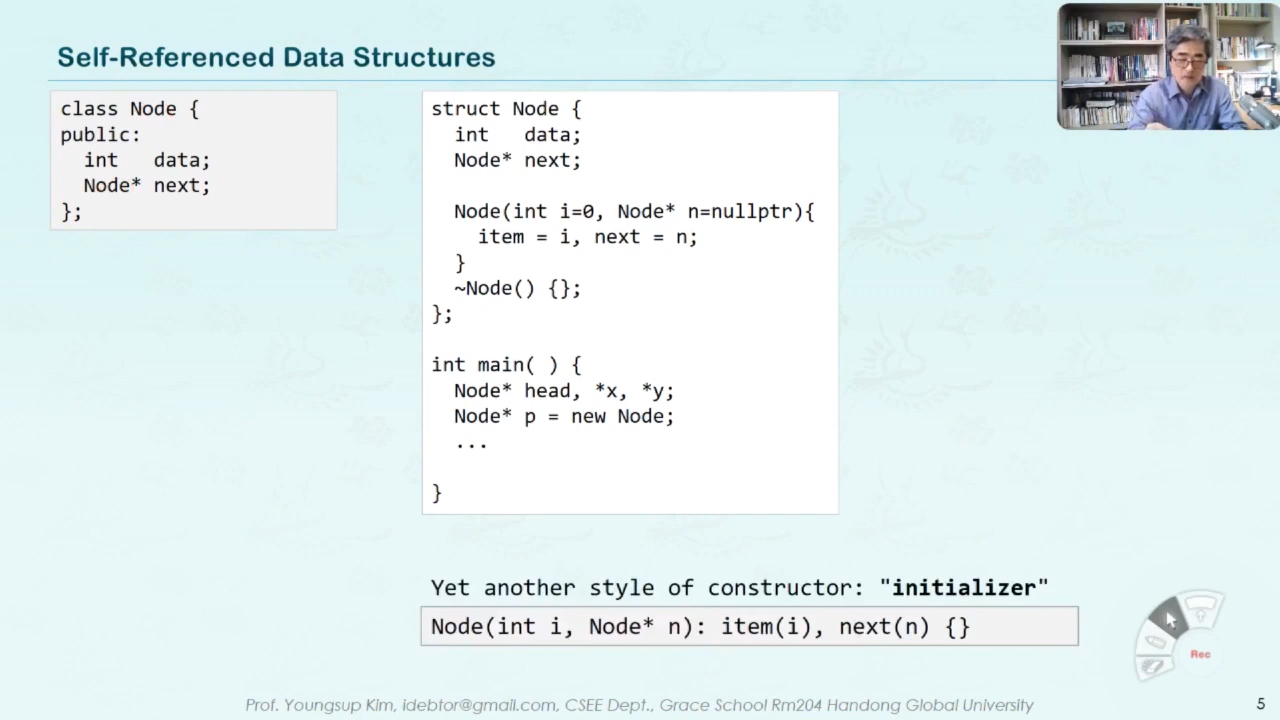 Self-Referenced Data Structures
class Node {
public:
  int   data;
  Node* next;
};
struct Node {
  int   data;
  Node* next;
  Node(int i=0, Node* n=nullptr){
    item = i, next = n;
  }
  ~Node() {};
};
int main( ) {
  Node* head, *x, *y;
  Node* p = new Node;
  ...
}
Yet another style of constructor: "initializer"
Node(int i, Node* n): item(i), next(n) {}
Rec
Prof. Youngsup Kim, idebtor@gmail.com, CSEE Dept., Grace School Rm204 Handong Global University
5